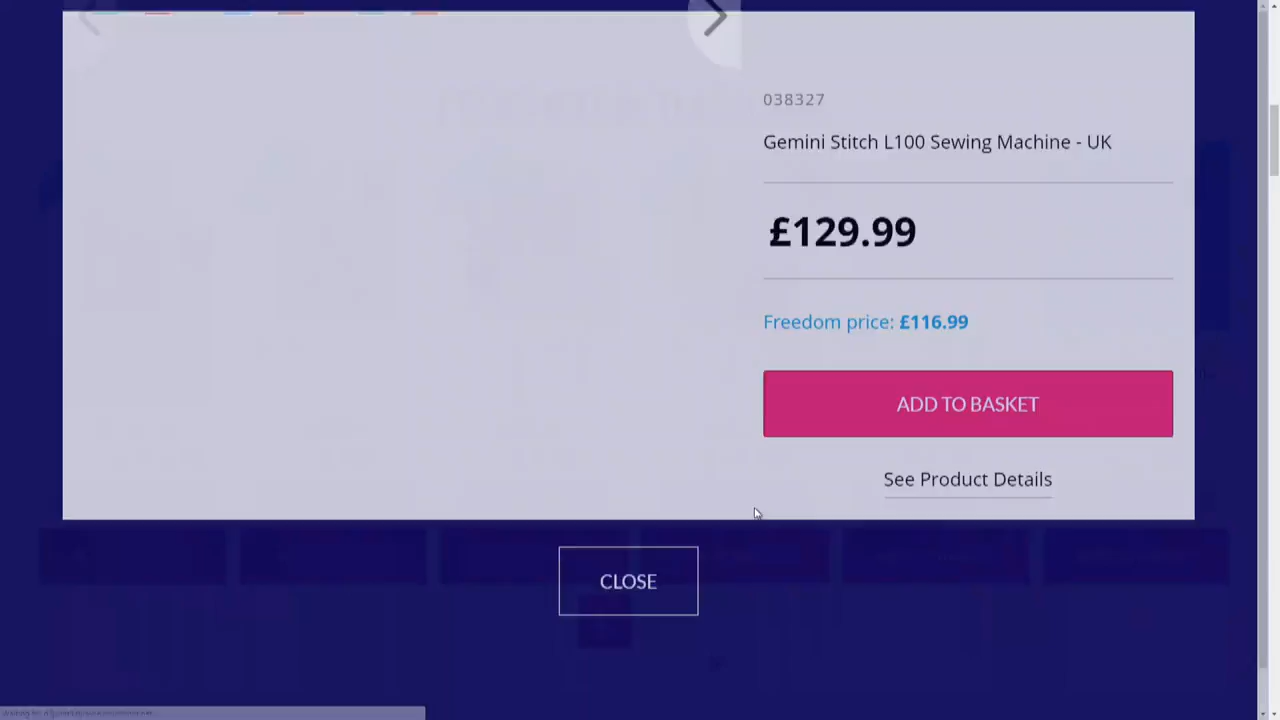 038327
Gemini Stitch L100 Sewing Machine - UK
£129.99
Freedom price: £116.99
ADD TO BASKET
See Product Details
CLOSE